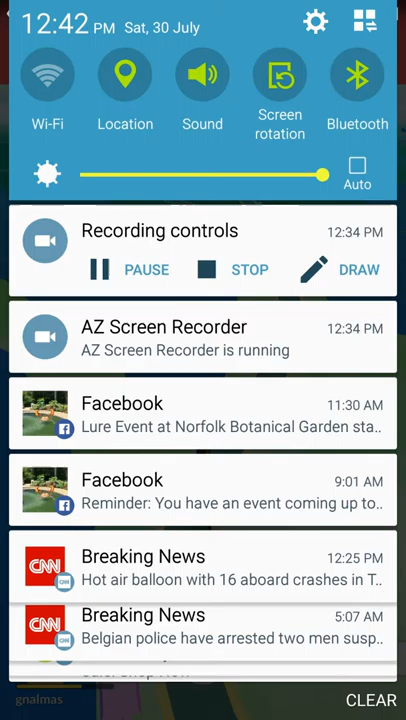 12:42 PM Sat, 30 July
Wi-Fi
Location
Sound
Screen rotation
Bluetooth
Auto
Recording controls 12:34 PM
PAUSE STOP DRAW
AZ Screen Recorder 12:34 PM
AZ Screen Recorder is running
Facebook 11:30 AM
Lure Event at Norfolk Botanical Garden sta..
Facebook 9:01 AM
Reminder: You have an event coming up to..
CNN Breaking News 12:25 PM
CNN Hot air balloon with 16 aboard crashes in T..
CNN Breaking News 5:07 AM
CNN Belgian police have arrested two men susp..
Shop Now
gnalmas
CLEAR